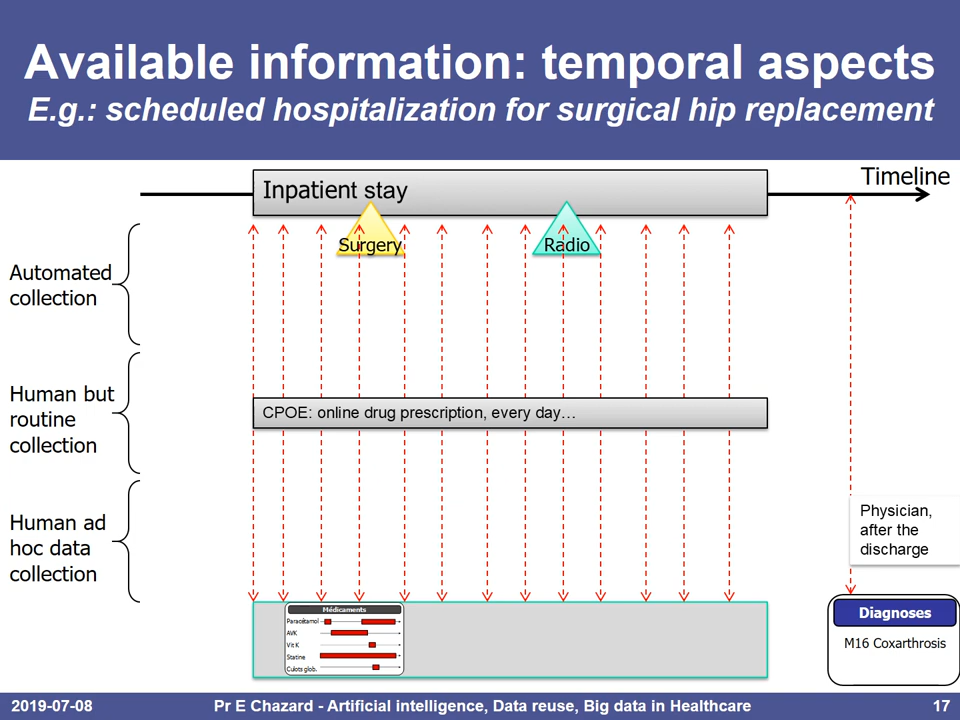 Available information: temporal aspects
E.g.: scheduled hospitalization for surgical hip replacement
Timeline
Inpatient stay
Surgery
Radio
Automated
collection
Human but
routine
collection
CPOE: online drug prescription, every day…
Human ad
hoc data
collection
Physician,
after the
discharge
Médicaments
Paracétamol
AVK
Vit K
Statine
Culots glob.
Diagnoses
M16 Coxarthrosis
2019-07-08
Pr E Chazard - Artificial intelligence, Data reuse, Big data in Healthcare
17